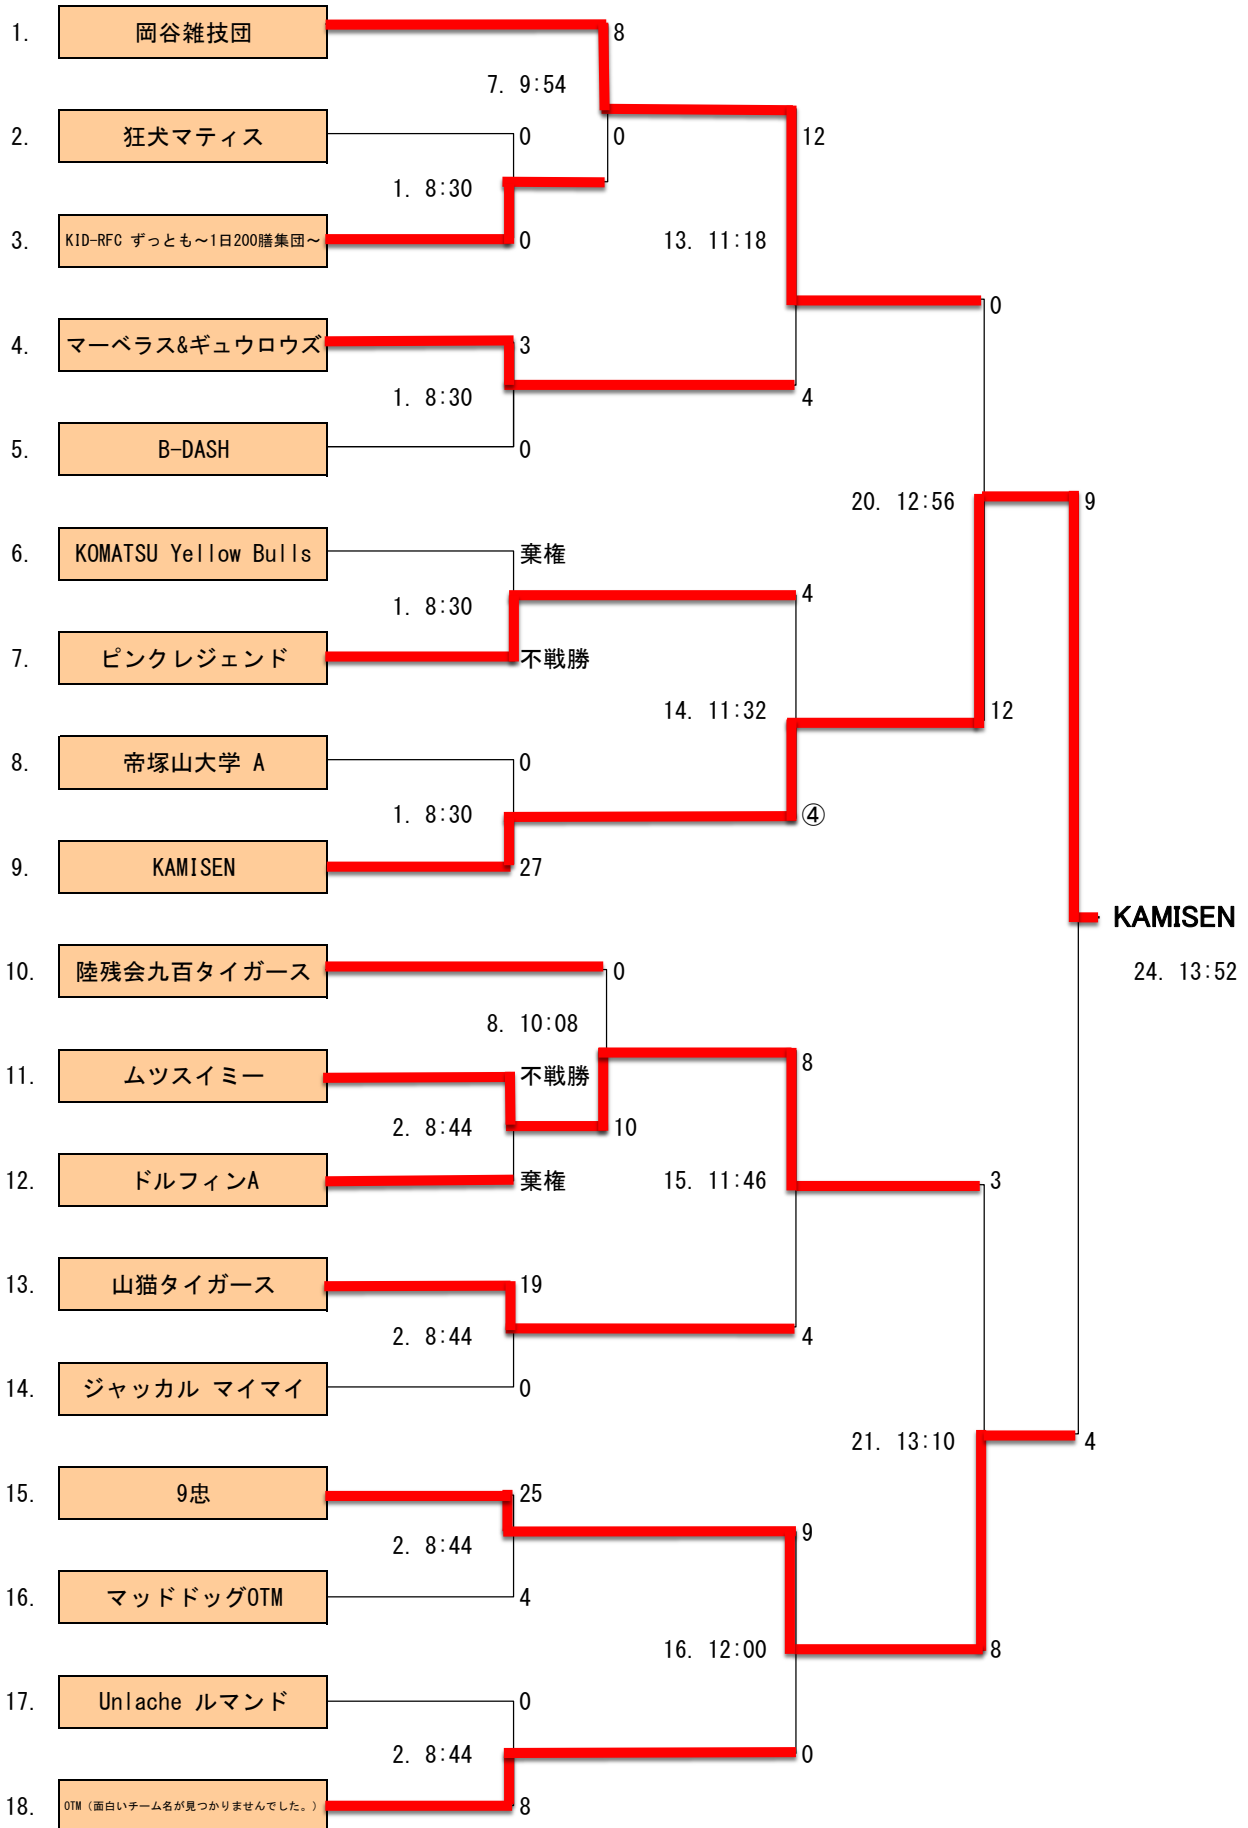 1. 岡谷雑技団 8
7. 9:54
2. 狂犬マティス 0 0 12
1. 8:30
3. KID-RFC ずっとも～1日200膳集団～ 0 13. 11:18
0
4. マーベラス&ギュウロウズ 3
1. 8:30 4
5. B-DASH 0
20. 12:56 9
6. KOMATSU Yellow Bulls 棄権
1. 8:30 4
7. ピンクレジェンド 不戦勝
14. 11:32 12
8. 帝塚山大学 A 0
1. 8:30 ④
9. KAMISEN 27
KAMISEN
10. 陸残会九百タイガース 0 24. 13:52
8. 10:08
11. ムツスイミー 不戦勝 8
2. 8:44 10
12. ドルフィンA 棄権 15. 11:46 3
13. 山猫タイガース 19
2. 8:44 4
14. ジャッカル マイマイ 0
21. 13:10 4
15. 9忠 25
2. 8:44 9
16. マッドドッグOTM 4
16. 12:00 8
17. Unlache ルマンド 0
2. 8:44 0
18. OTM（面白いチーム名が見つかりませんでした。） 8